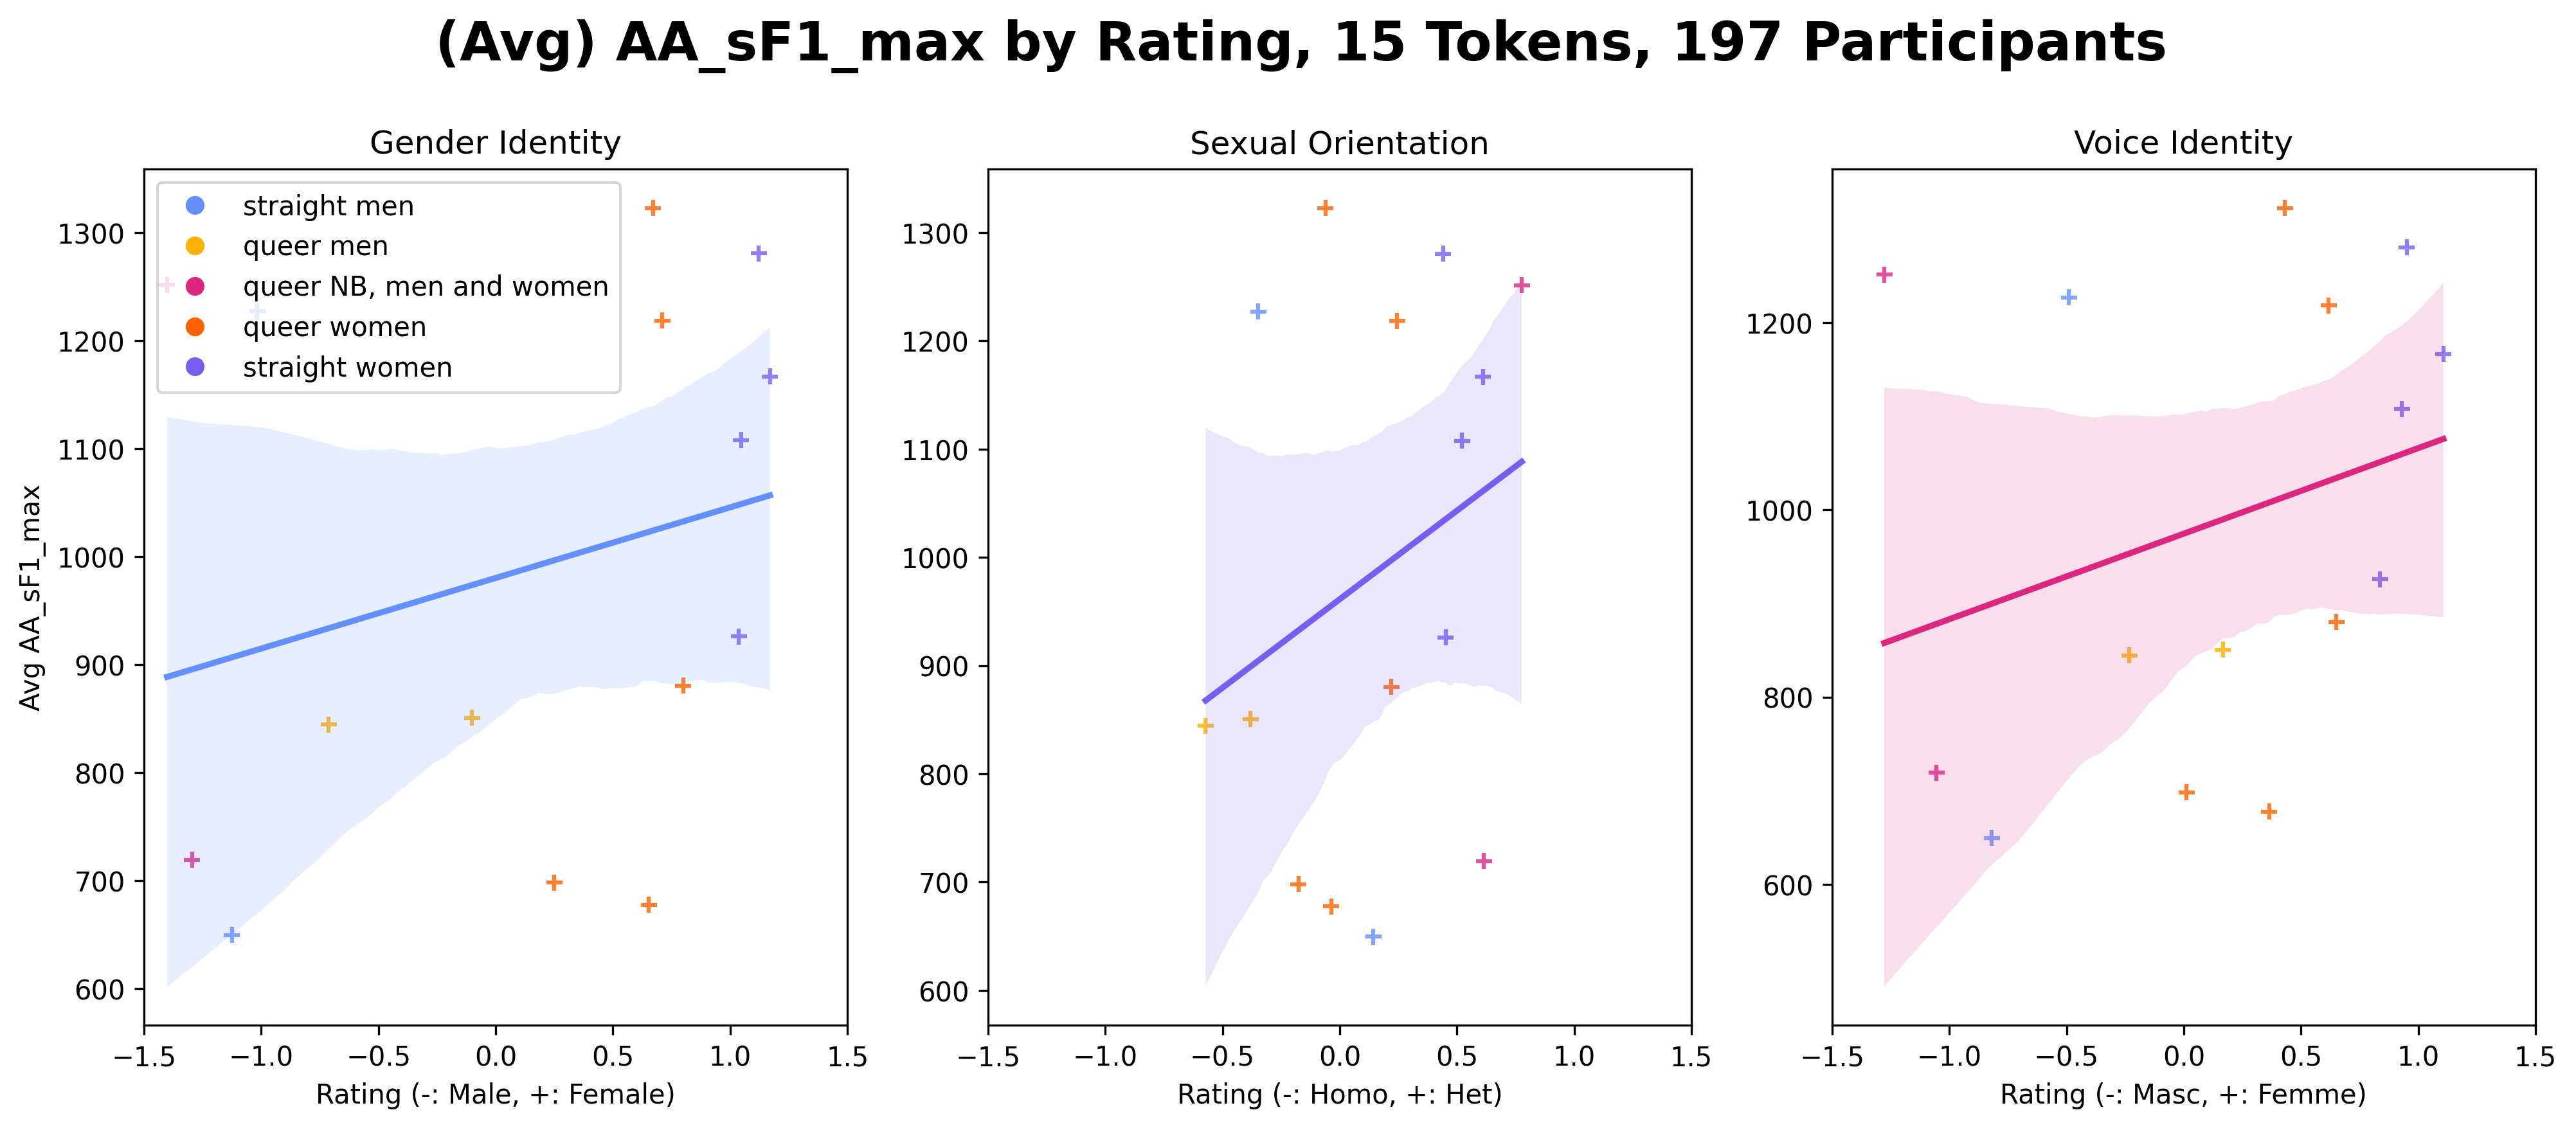 (Avg) AA_sF1_max by Rating, 15 Tokens, 197 Participants
Gender Identity
straight men
queer men
queer NB, men and women
queer women
straight women
1300
1200
1100
1000
900
800
700
600
Avg AA_sF1_max
−1.5 −1.0 −0.5 0.0 0.5 1.0 1.5
Rating (-: Male, +: Female)
Sexual Orientation
1300
1200
1100
1000
900
800
700
600
−1.5 −1.0 −0.5 0.0 0.5 1.0 1.5
Rating (-: Homo, +: Het)
Voice Identity
1200
1000
800
600
−1.5 −1.0 −0.5 0.0 0.5 1.0 1.5
Rating (-: Masc, +: Femme)